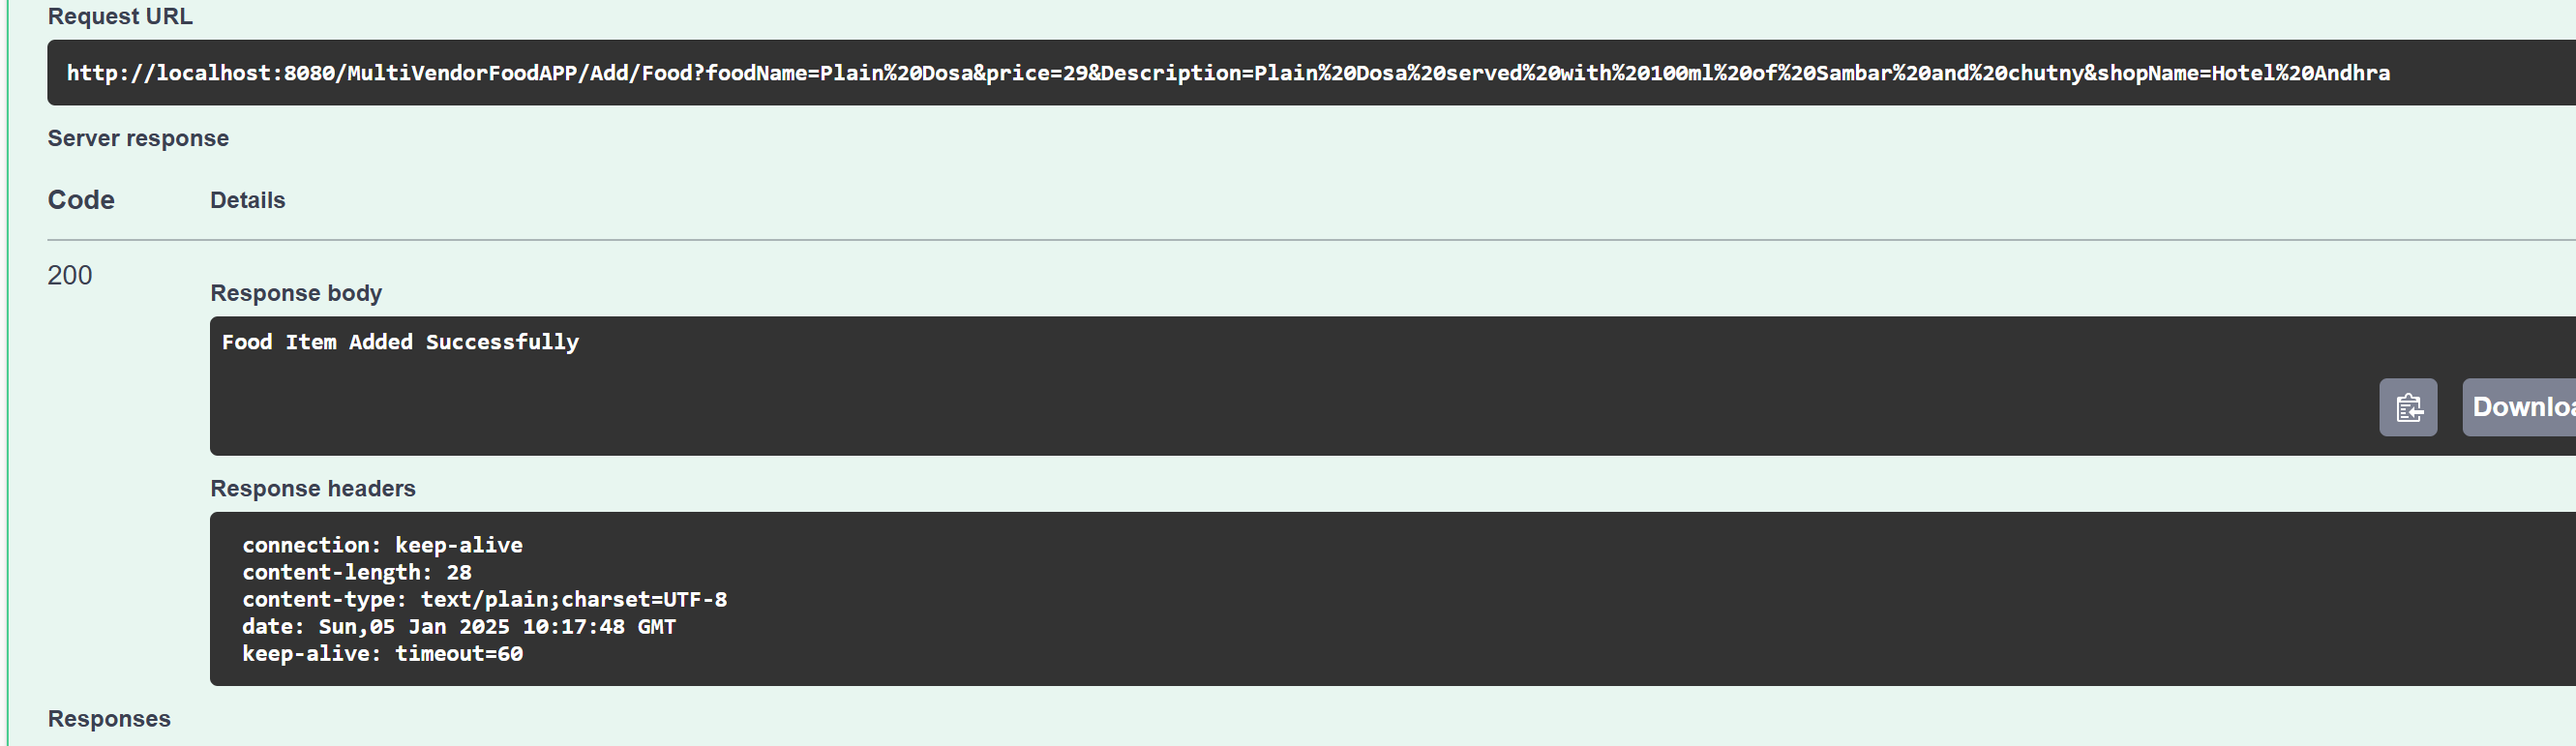 Request URL
http://localhost:8080/MultiVendorFoodAPP/Add/Food?foodName=Plain%20Dosa&price=29&Description=Plain%20Dosa%20served%20with%20100ml%20of%20Sambar%20and%20chutny&shopName=Hotel%20Andhra
Server response
Code Details
200
Response body
Food Item Added Successfully
Downloa
Response headers
connection: keep-alive
content-length: 28
content-type: text/plain;charset=UTF-8
date: Sun,05 Jan 2025 10:17:48 GMT
keep-alive: timeout=60
Responses